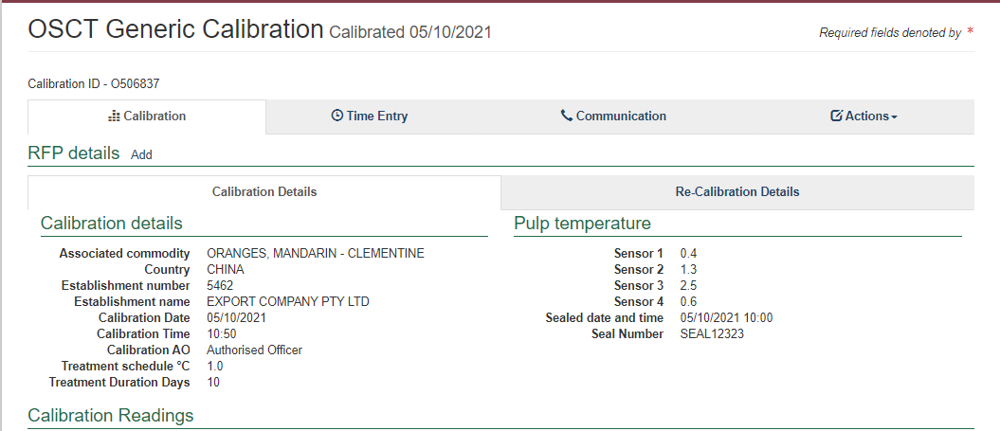 OSCT Generic Calibration Calibrated 05/10/2021
Required fields denoted by *
Calibration ID - O506837
Calibration
Time Entry
Communication
Actions
RFP details Add
Calibration Details
Re-Calibration Details
Calibration details
Associated commodity ORANGES, MANDARIN - CLEMENTINE
Country CHINA
Establishment number 5462
Establishment name EXPORT COMPANY PTY LTD
Calibration Date 05/10/2021
Calibration Time 10:50
Calibration AO Authorised Officer
Treatment schedule °C 1.0
Treatment Duration Days 10
Pulp temperature
Sensor 1 0.4
Sensor 2 1.3
Sensor 3 2.5
Sensor 4 0.6
Sealed date and time 05/10/2021 10:00
Seal Number SEAL12323
Calibration Readings